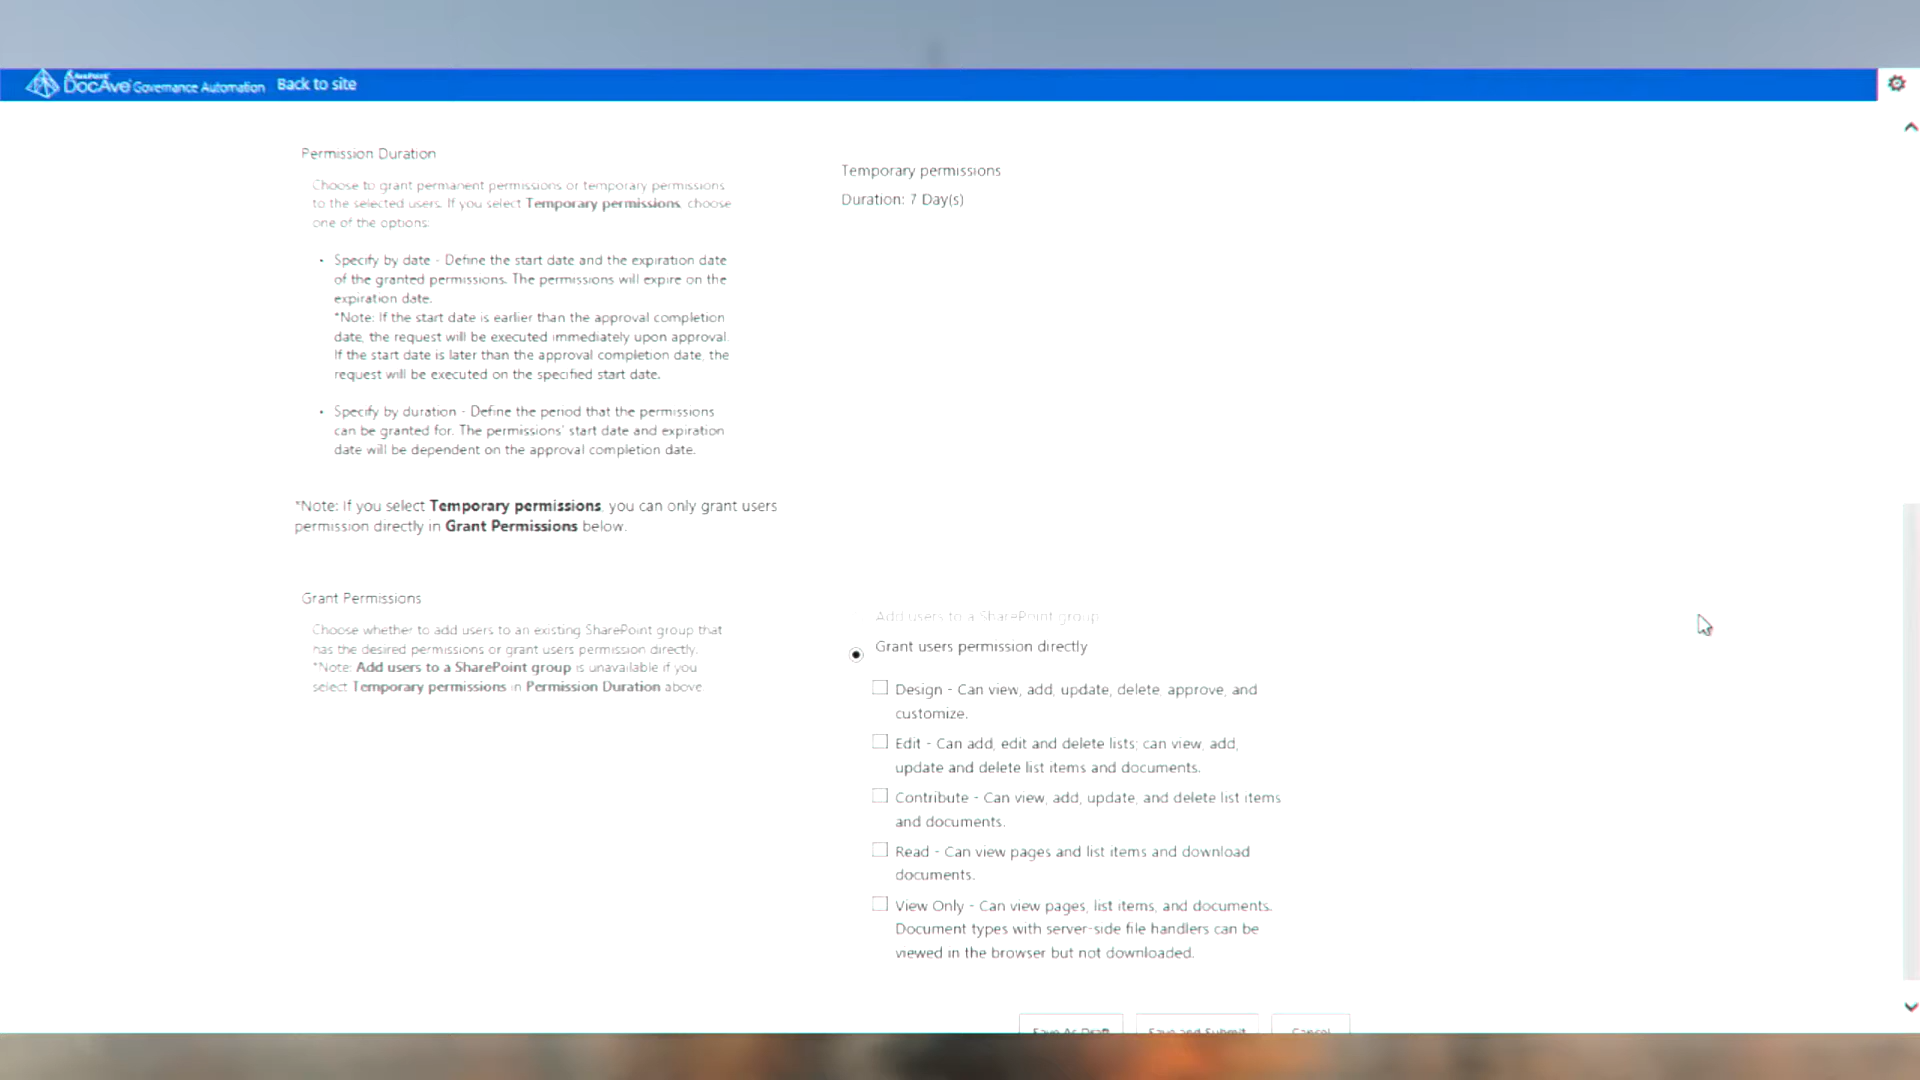 AvePoint
DocAve Governance Automation Back to site
Permission Duration
Choose to grant permanent permissions or temporary permissions
to the selected users. If you select Temporary permissions, choose
one of the options:
• Specify by date - Define the start date and the expiration date
of the granted permissions. The permissions will expire on the
expiration date.
*Note: If the start date is earlier than the approval completion
date, the request will be executed immediately upon approval.
If the start date is later than the approval completion date, the
request will be executed on the specified start date.
• Specify by duration - Define the period that the permissions
can be granted for. The permissions' start date and expiration
date will be dependent on the approval completion date.
*Note: If you select Temporary permissions, you can only grant users
permission directly in Grant Permissions below.
Temporary permissions
Duration: 7 Day(s)
Grant Permissions
Choose whether to add users to an existing SharePoint group that
has the desired permissions or grant users permission directly.
*Note: Add users to a SharePoint group is unavailable if you
select Temporary permissions in Permission Duration above
Add users to a SharePoint group
Grant users permission directly
Design - Can view, add, update, delete, approve, and
customize.
Edit - Can add, edit and delete lists; can view, add,
update and delete list items and documents.
Contribute - Can view, add, update, and delete list items
and documents.
Read - Can view pages and list items and download
documents.
View Only - Can view pages, list items, and documents.
Document types with server-side file handlers can be
viewed in the browser but not downloaded.
Save As Draft Save and Submit Cancel